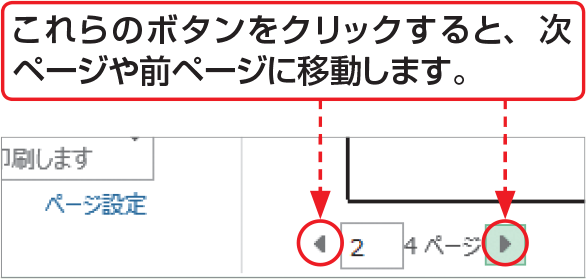 これらのボタンをクリックすると、次
ページや前ページに移動します。
印刷します
ページ設定
2 4 ページ